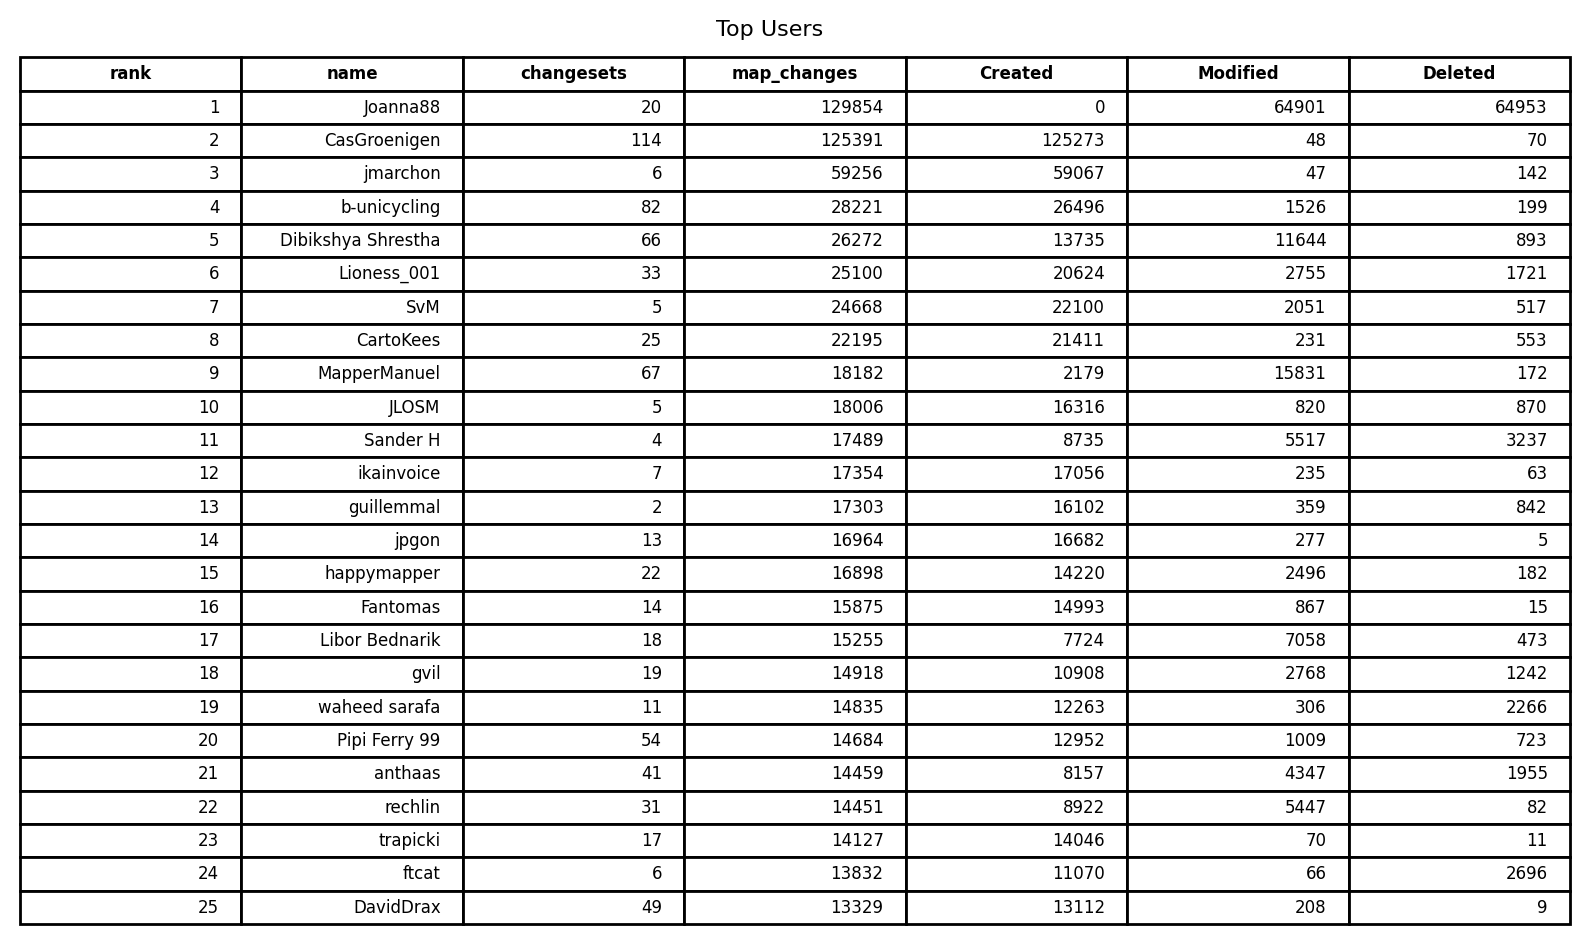 Top Users
rank name changesets map_changes Created Modified Deleted
1 Joanna88 20 129854 0 64901 64953
2 CasGroenigen 114 125391 125273 48 70
3 jmarchon 6 59256 59067 47 142
4 b-unicycling 82 28221 26496 1526 199
5 Dibikshya Shrestha 66 26272 13735 11644 893
6 Lioness_001 33 25100 20624 2755 1721
7 SvM 5 24668 22100 2051 517
8 CartoKees 25 22195 21411 231 553
9 MapperManuel 67 18182 2179 15831 172
10 JLOSM 5 18006 16316 820 870
11 Sander H 4 17489 8735 5517 3237
12 ikainvoice 7 17354 17056 235 63
13 guillemmal 2 17303 16102 359 842
14 jpgon 13 16964 16682 277 5
15 happymapper 22 16898 14220 2496 182
16 Fantomas 14 15875 14993 867 15
17 Libor Bednarik 18 15255 7724 7058 473
18 gvil 19 14918 10908 2768 1242
19 waheed sarafa 11 14835 12263 306 2266
20 Pipi Ferry 99 54 14684 12952 1009 723
21 anthaas 41 14459 8157 4347 1955
22 rechlin 31 14451 8922 5447 82
23 trapicki 17 14127 14046 70 11
24 ftcat 6 13832 11070 66 2696
25 DavidDrax 49 13329 13112 208 9